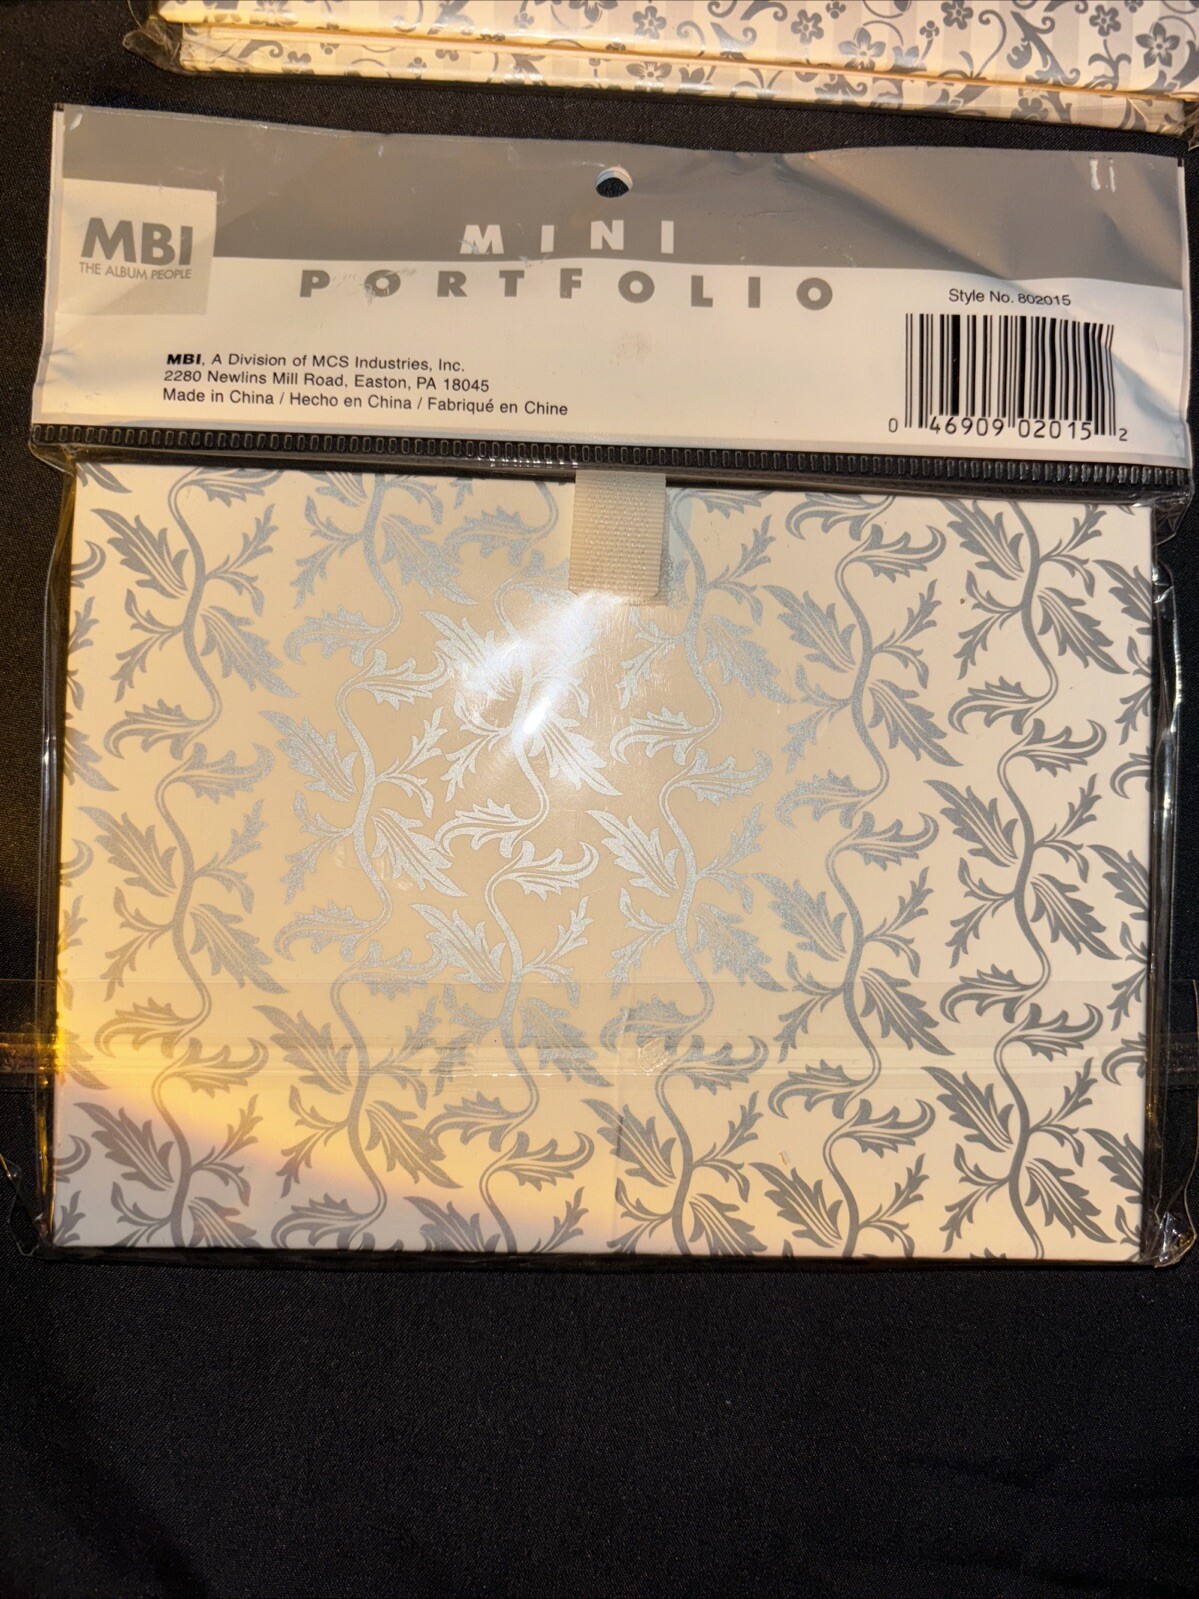 MBI
THE ALBUM PEOPLE
MINI
PORTFOLIO
Style No. 802015
MBI, A Division of MCS Industries, Inc.
2280 Newlins Mill Road, Easton, PA 18045
Made in China / Hecho en China / Fabriqué en Chine
0 46909 02015 2